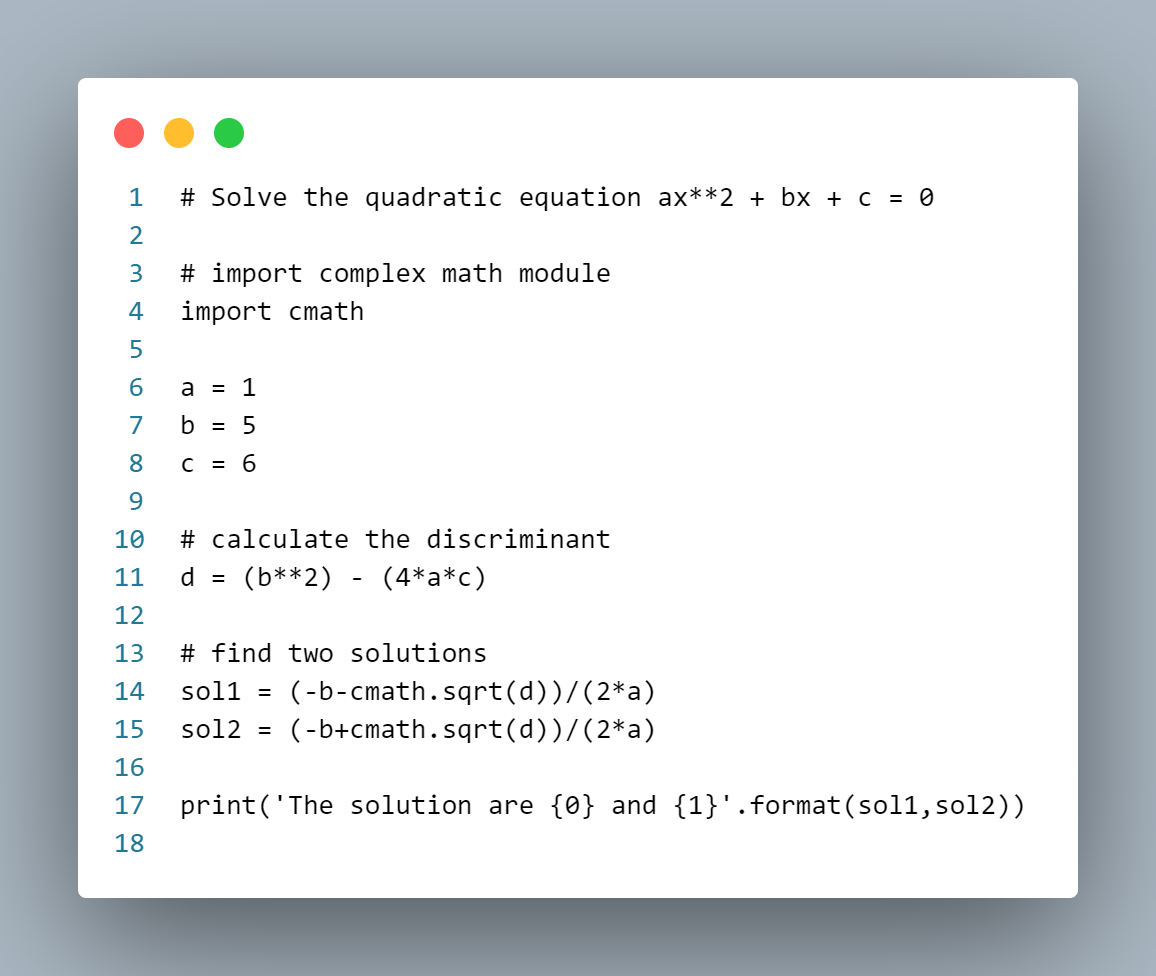 1 # Solve the quadratic equation ax**2 + bx + c = 0
2
3 # import complex math module
4 import cmath
5
6 a = 1
7 b = 5
8 c = 6
9
10 # calculate the discriminant
11 d = (b**2) - (4*a*c)
12
13 # find two solutions
14 sol1 = (-b-cmath.sqrt(d))/(2*a)
15 sol2 = (-b+cmath.sqrt(d))/(2*a)
16
17 print('The solution are {0} and {1}'.format(sol1,sol2))
18